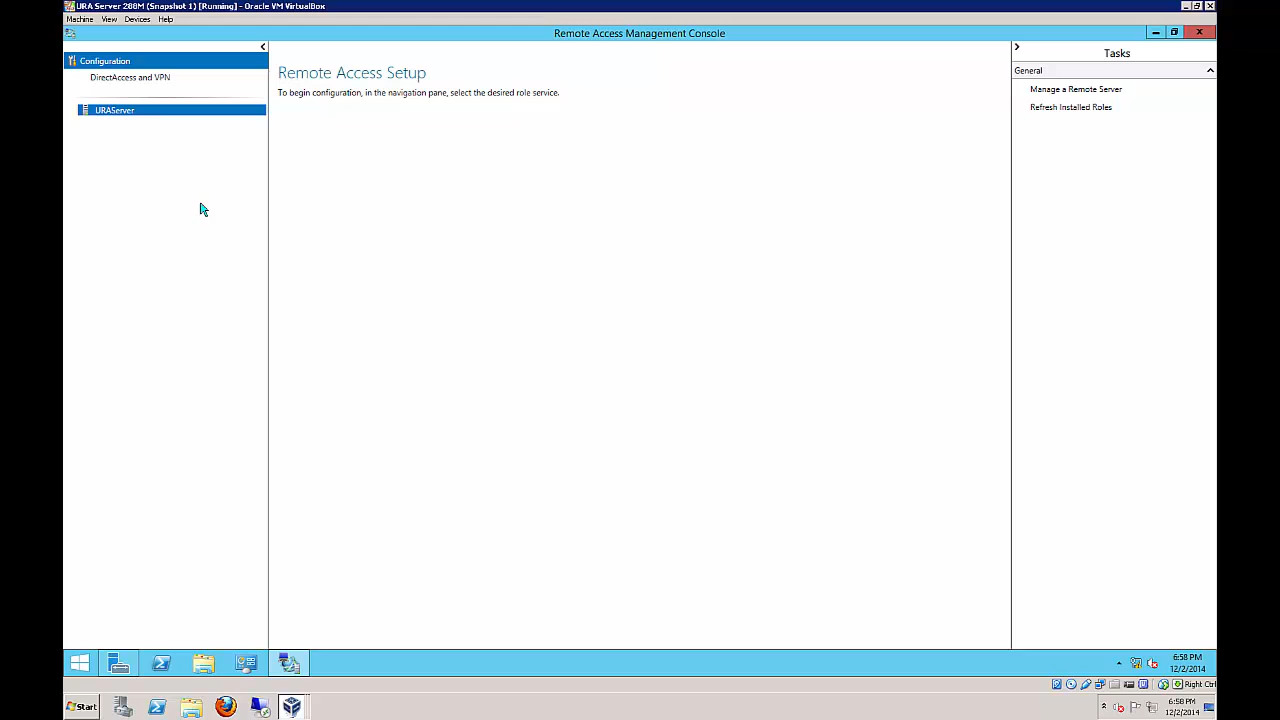 URA Server 288M (Snapshot 1) [Running] - Oracle VM VirtualBox
Machine View Devices Help
Remote Access Management Console
Configuration
DirectAccess and VPN
URAServer
Remote Access Setup
To begin configuration, in the navigation pane, select the desired role service.
Tasks
General
Manage a Remote Server
Refresh Installed Roles
6:58 PM
12/2/2014
Right Ctrl
Start
6:58 PM
12/2/2014